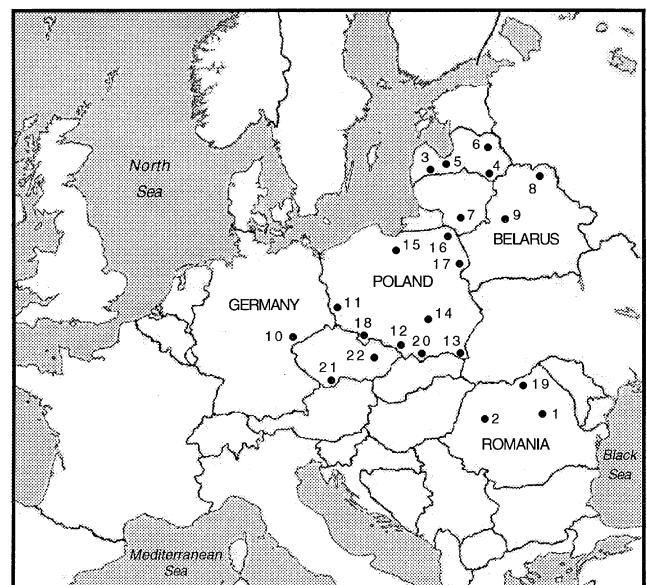 North
Sea
6
3
5
4
8
7
9
BELARUS
16
15
17
POLAND
GERMANY
11
14
18
12
10
22
20
13
21
19
2
1
ROMANIA
Black
Sea
Mediterranean
Sea